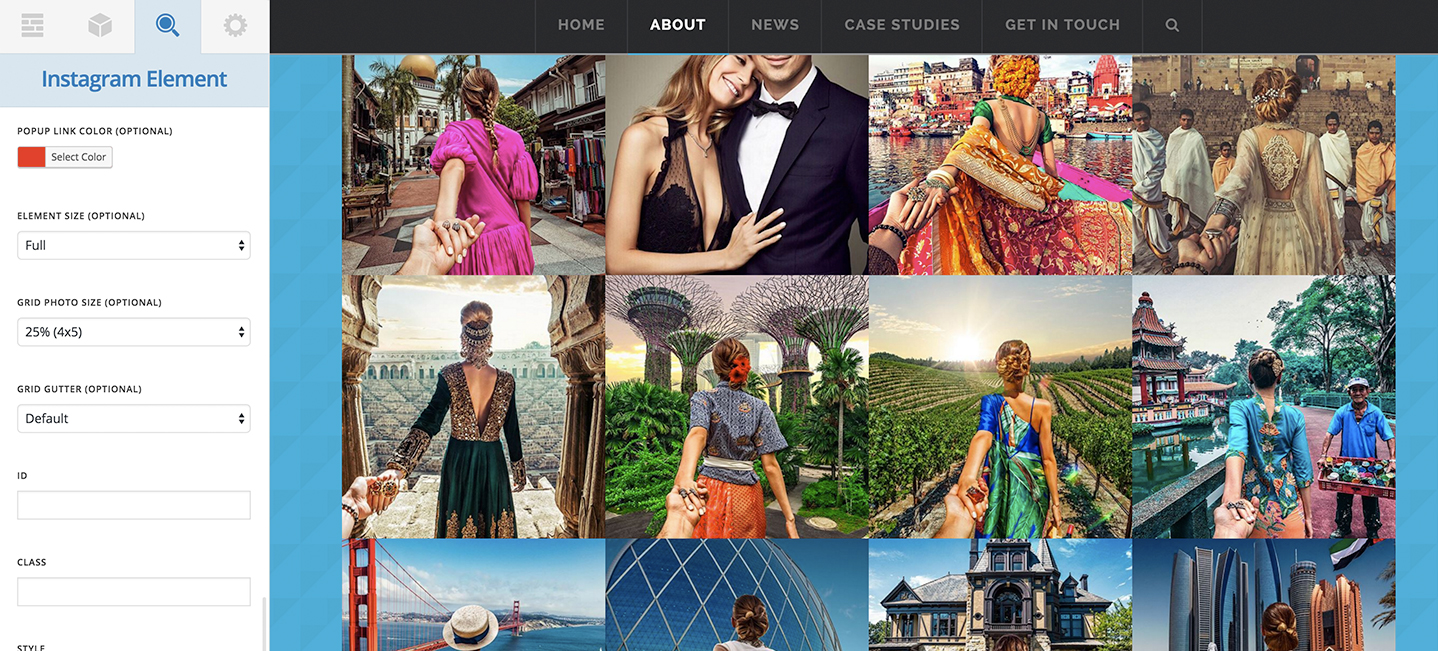 HOME
ABOUT
NEWS
CASE STUDIES
GET IN TOUCH
Instagram Element
POPUP LINK COLOR (OPTIONAL)
Select Color
ELEMENT SIZE (OPTIONAL)
Full
GRID PHOTO SIZE (OPTIONAL)
25% (4x5)
GRID GUTTER (OPTIONAL)
Default
ID
CLASS
STYLE